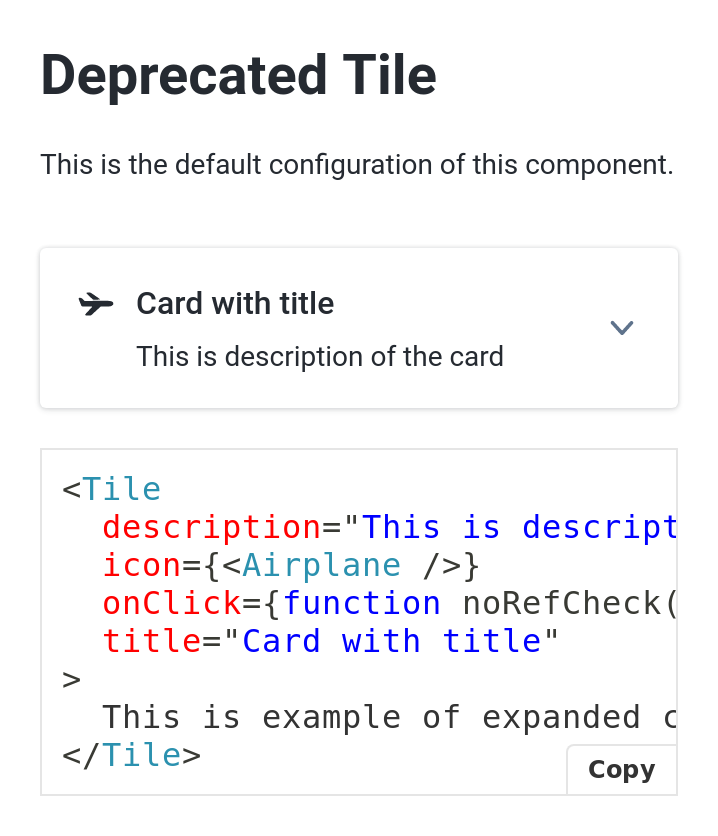 Deprecated Tile
This is the default configuration of this component.
Card with title
This is description of the card
<Tile
  description="This is descript
  icon={<Airplane />}
  onClick={function noRefCheck(
  title="Card with title"
>
  This is example of expanded c
</Tile>
Copy